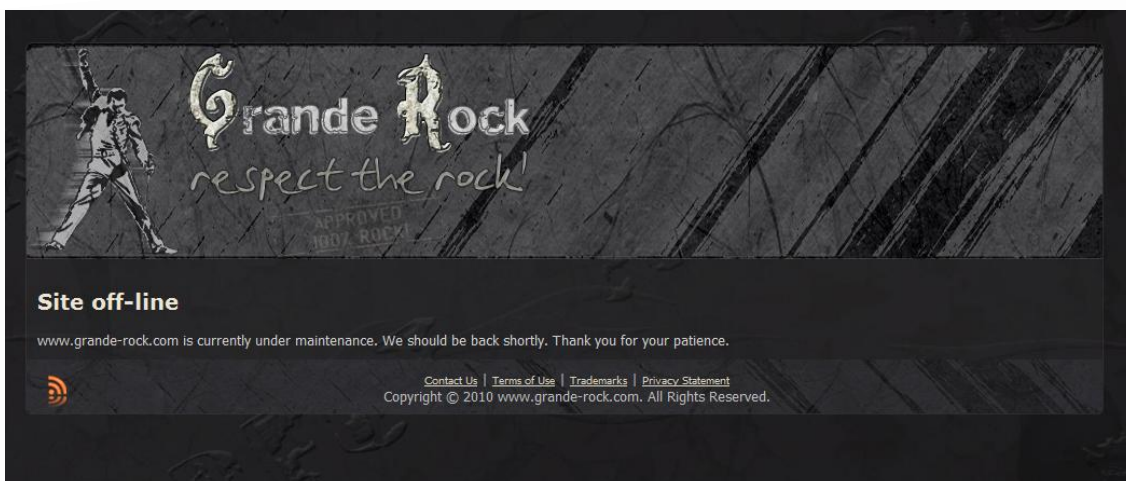 Grande Rock
respect the rock!
APPROVED
100% ROCK!
Site off-line
www.grande-rock.com is currently under maintenance. We should be back shortly. Thank you for your patience.
Contact Us | Terms of Use | Trademarks | Privacy Statement
Copyright © 2010 www.grande-rock.com. All Rights Reserved.